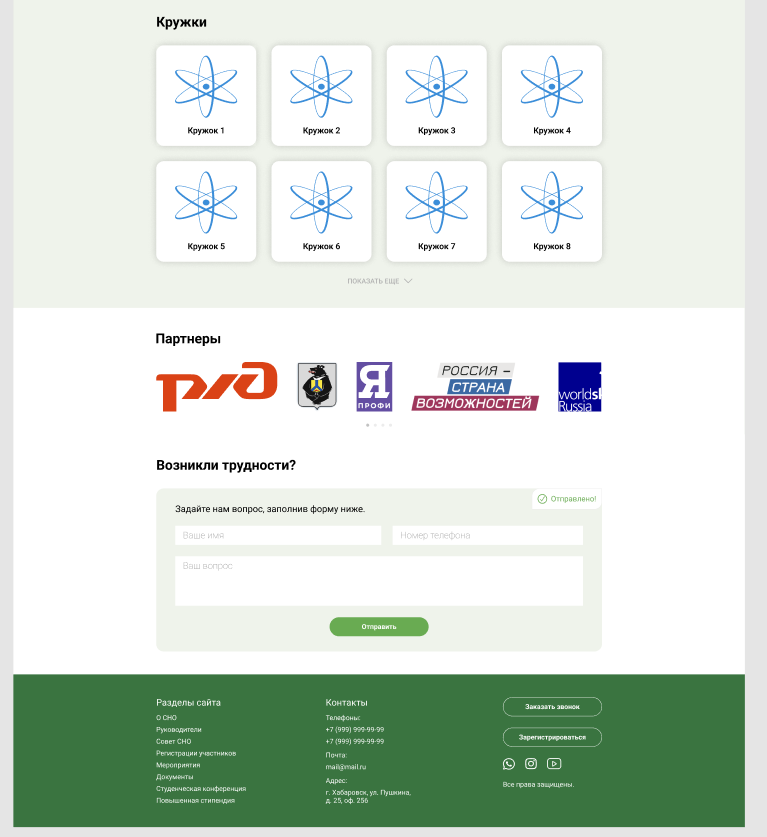 Кружки
Кружок 1
Кружок 2
Кружок 3
Кружок 4
Кружок 5
Кружок 6
Кружок 7
Кружок 8
ПОКАЗАТЬ ЕЩЕ
Партнеры
РЖД
Я
ПРОФИ
РОССИЯ –
СТРАНА
ВОЗМОЖНОСТЕЙ
worldsk
Russia
Возникли трудности?
Отправлено!
Задайте нам вопрос, заполнив форму ниже.
Ваше имя
Номер телефона
Ваш вопрос
Отправить
Разделы сайта
О СНО
Руководители
Совет СНО
Регистрации участников
Мероприятия
Документы
Студенческая конференция
Повышенная стипендия
Контакты
Телефоны:
+7 (999) 999-99-99
+7 (999) 999-99-99
Почта:
mail@mail.ru
Адрес:
г. Хабаровск, ул. Пушкина,
д. 25, оф. 256
Заказать звонок
Зарегистрироваться
Все права защищены.